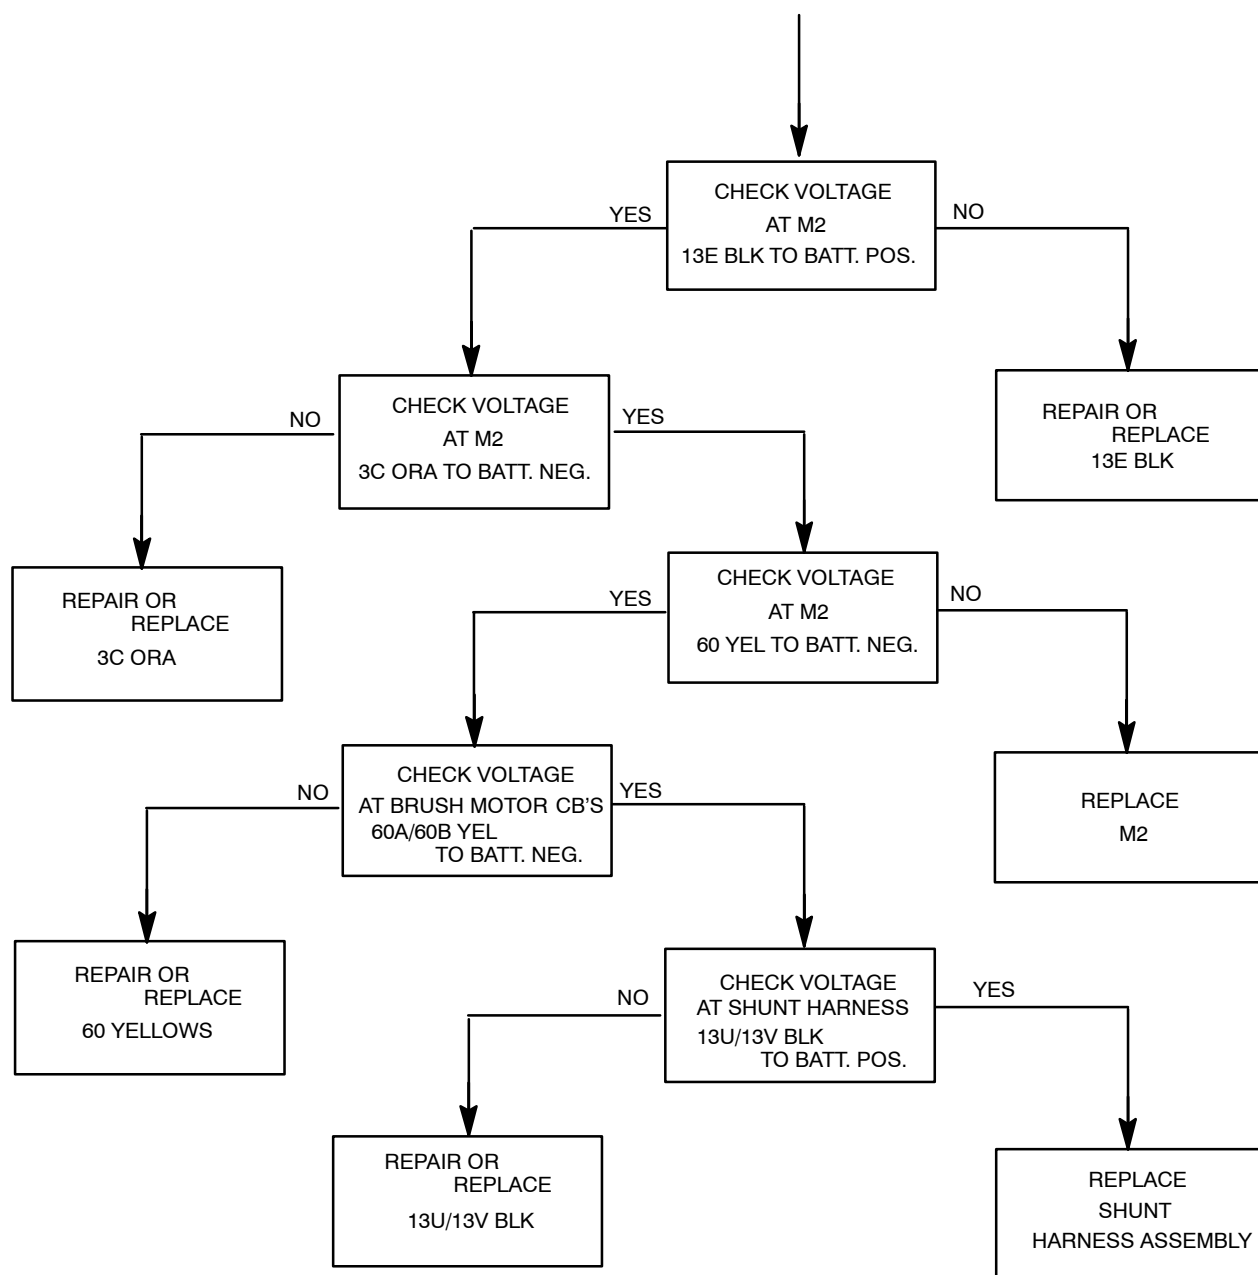 CHECK VOLTAGE
AT M2
13E BLK TO BATT. POS.
YES
NO
CHECK VOLTAGE
AT M2
3C ORA TO BATT. NEG.
NO
YES
REPAIR OR
REPLACE
13E BLK
REPAIR OR
REPLACE
3C ORA
CHECK VOLTAGE
AT M2
60 YEL TO BATT. NEG.
YES
NO
CHECK VOLTAGE
AT BRUSH MOTOR CB'S
60A/60B YEL
TO BATT. NEG.
NO
YES
REPLACE
M2
REPAIR OR
REPLACE
60 YELLOWS
CHECK VOLTAGE
AT SHUNT HARNESS
13U/13V BLK
TO BATT. POS.
NO
YES
REPAIR OR
REPLACE
13U/13V BLK
REPLACE
SHUNT
HARNESS ASSEMBLY